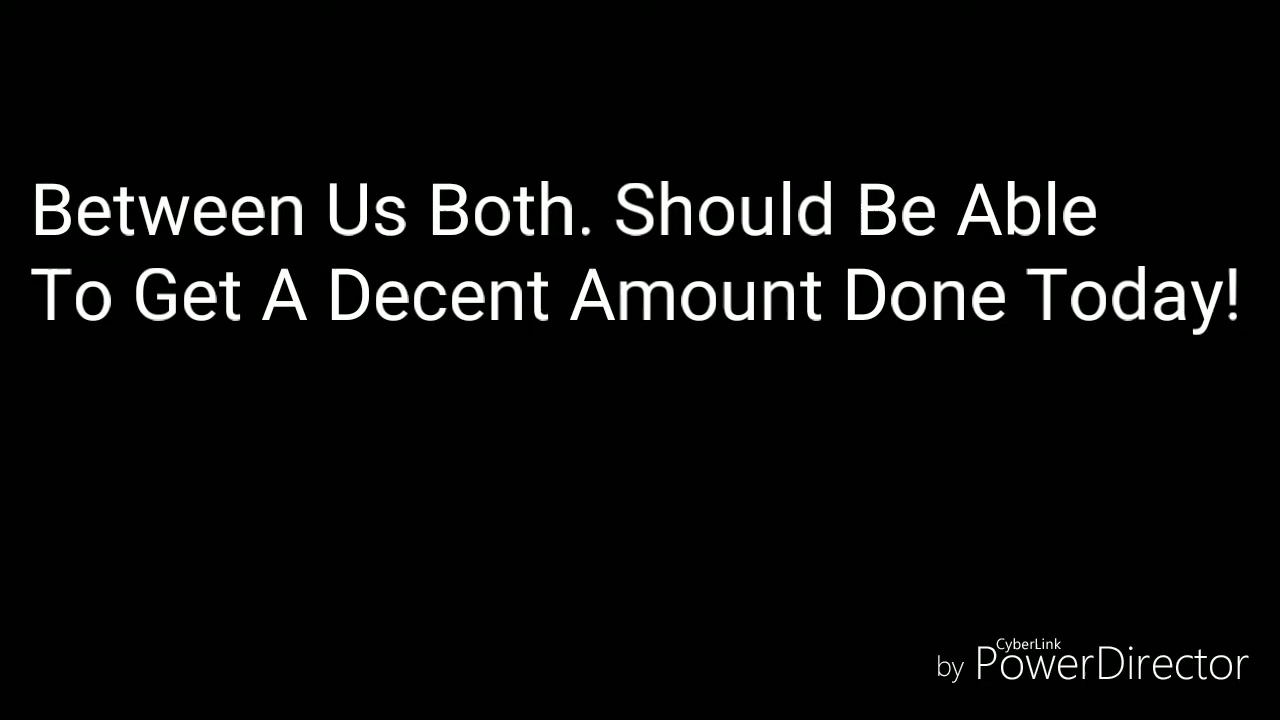 Between Us Both. Should Be Able
To Get A Decent Amount Done Today!
CyberLink
by PowerDirector